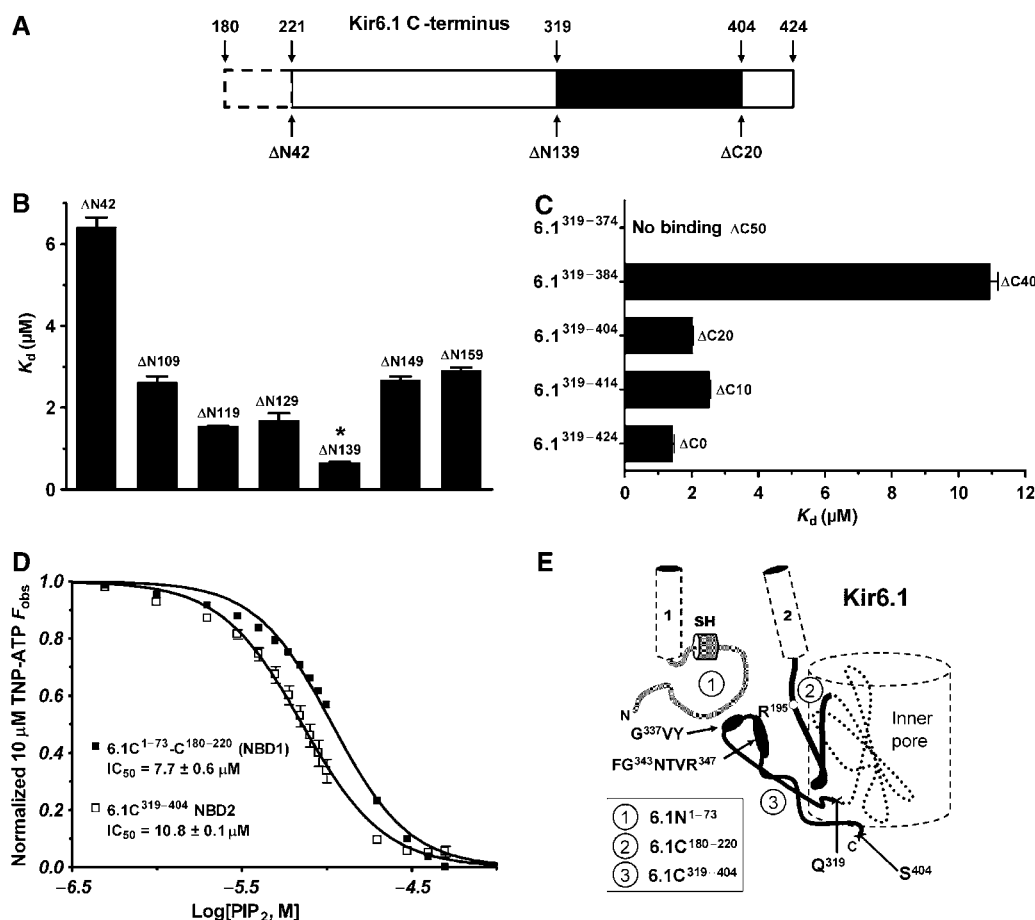 A
Kir6.1 C-terminus
180 221 319 404 424
ΔN42 ΔN139 ΔC20
B
Kd (µM)
6
4
2
0
ΔN42
ΔN109
ΔN119
ΔN129
*
ΔN139
ΔN149
ΔN159
C
6.1³¹⁹⁻³⁷⁴ No binding ΔC50
6.1³¹⁹⁻³⁸⁴ ΔC40
6.1³¹⁹⁻⁴⁰⁴ ΔC20
6.1³¹⁹⁻⁴¹⁴ ΔC10
6.1³¹⁹⁻⁴²⁴ ΔC0
0 2 4 6 8 10 12
Kd (µM)
D
Normalized 10 µM TNP-ATP Fobs
1.0
0.8
0.6
0.4
0.2
0.0
6.1C¹⁻⁷³-C¹⁸⁰⁻²²⁰ (NBD1)
IC50 = 7.7 ± 0.6 µM
6.1C³¹⁹⁻⁴⁰⁴ NBD2
IC50 = 10.8 ± 0.1 µM
−6.5 −5.5 −4.5
Log[PIP2, M]
E
Kir6.1
1
2
SH
1
2
N
R¹⁹⁵
G³³⁷VY
Inner
pore
FG³⁴³NTVR³⁴⁷
3
C
Q³¹⁹
S⁴⁰⁴
1 6.1N¹⁻⁷³
2 6.1C¹⁸⁰⁻²²⁰
3 6.1C³¹⁹⁻⁴⁰⁴